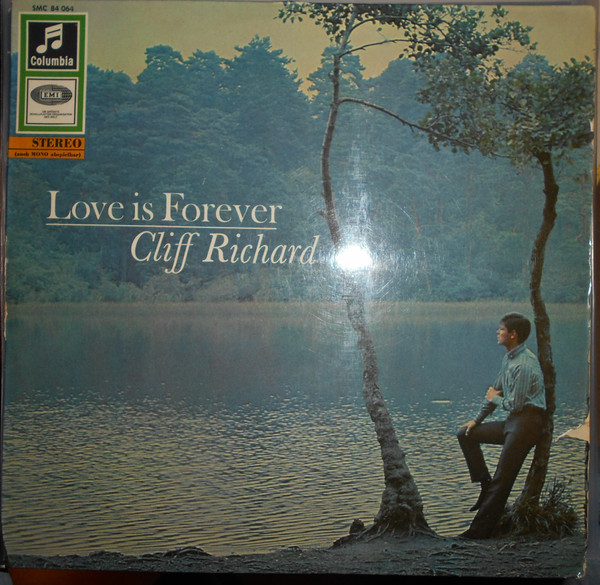 SMC 84 064
Columbia
EMI
STEREO
(auch MONO abspielbar)
Love is Forever
Cliff Richard